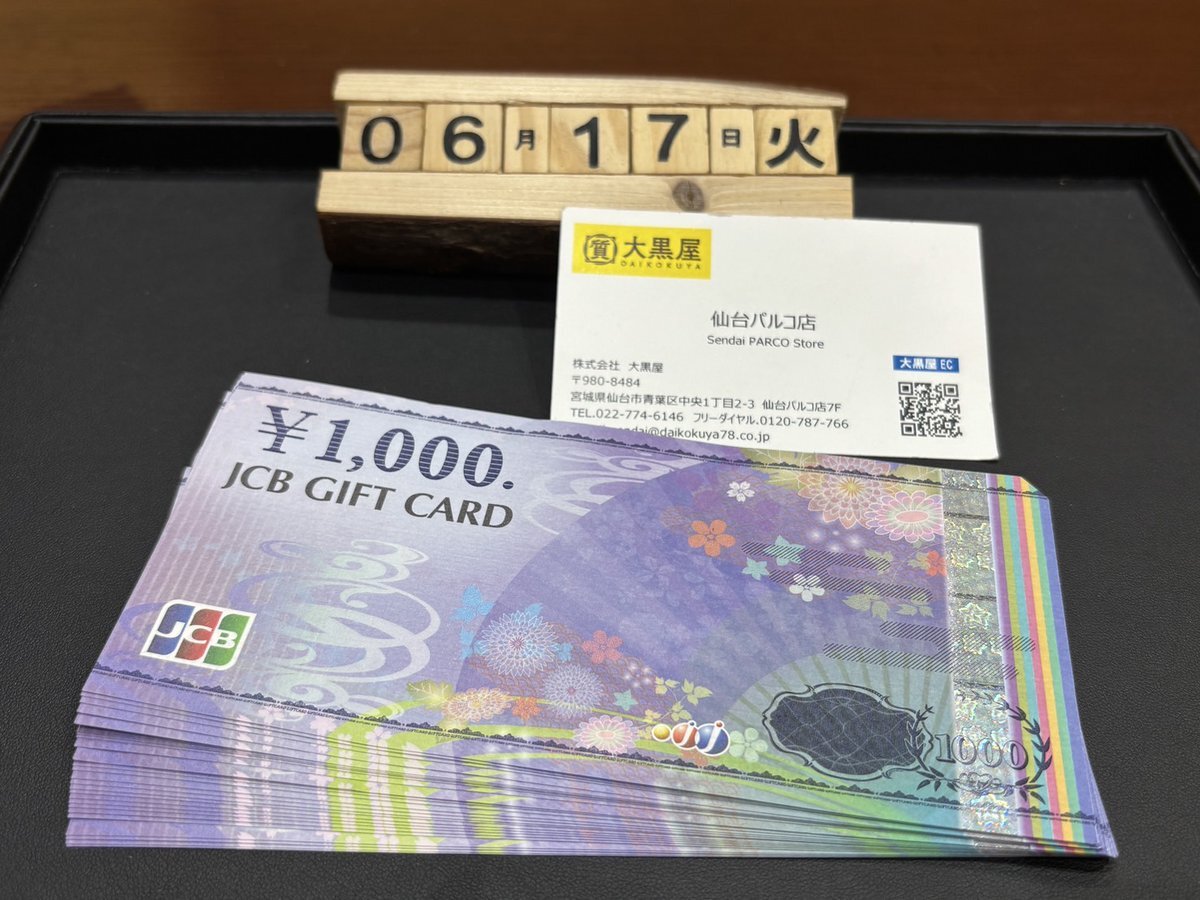 06月17日火
質 大黒屋
DAIKOKUYA
仙台パルコ店
Sendai PARCO Store
株式会社 大黒屋
大黒屋 EC
〒980-8484
宮城県仙台市青葉区中央1丁目2-3 仙台パルコ店7F
TEL.022-774-6146 フリーダイヤル.0120-787-766
@daikokuya78.co.jp
¥1,000.
JCB GIFT CARD
JCB
1000